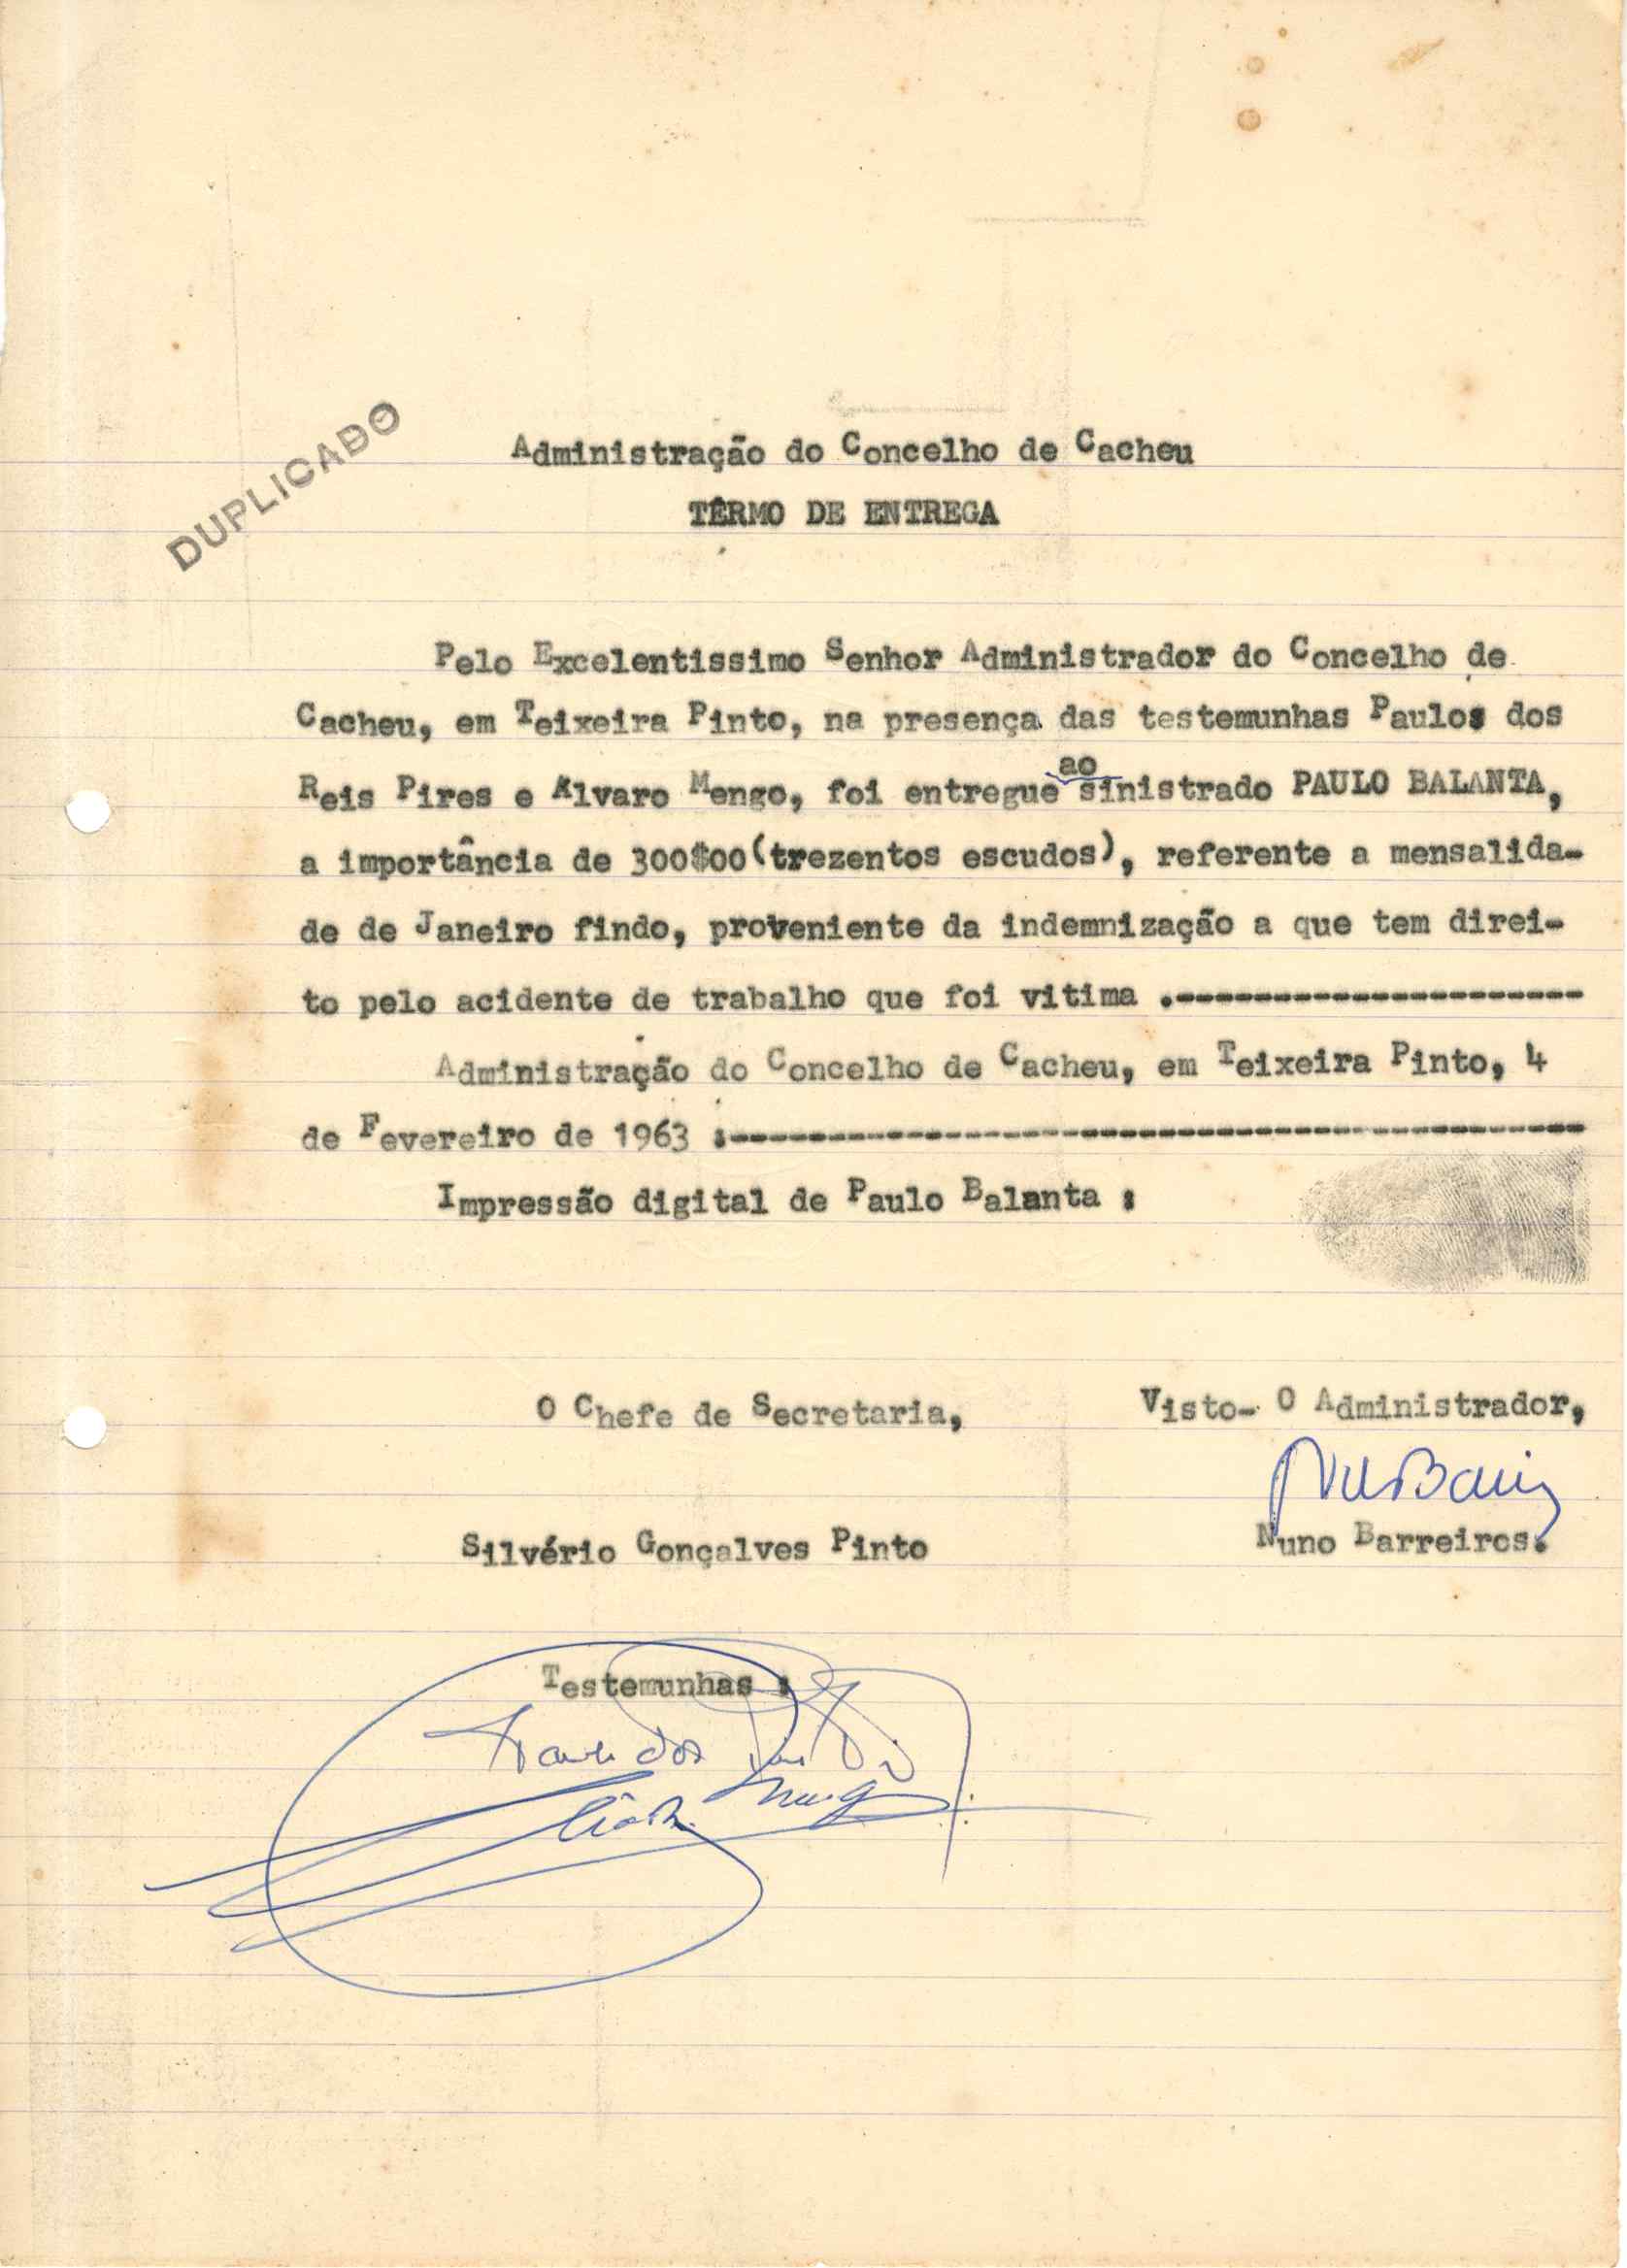 DUPLICADO
Administração do Concelho de Cacheu
TÊRMO DE ENTREGA
Pelo Excelentissimo Senhor Administrador do Concelho de
Cacheu, em Teixeira Pinto, na presença das testemunhas Paulos dos
Reis Pires e Alvaro Mengo, foi entregue ao sinistrado PAULO BALANTA,
a importância de 300$00(trezentos escudos), referente a mensalida-
de de Janeiro findo, proveniente da indemnização a que tem direi-
to pelo acidente de trabalho que foi vitima .----------------------
Administração do Concelho de Cacheu, em Teixeira Pinto, 4
de Fevereiro de 1963 :-----------------------------------------------
Impressão digital de Paulo Balanta :
O Chefe de Secretaria,
Visto- O Administrador,
Silvério Gonçalves Pinto
Nuno Barreiros.
Testemunhas :